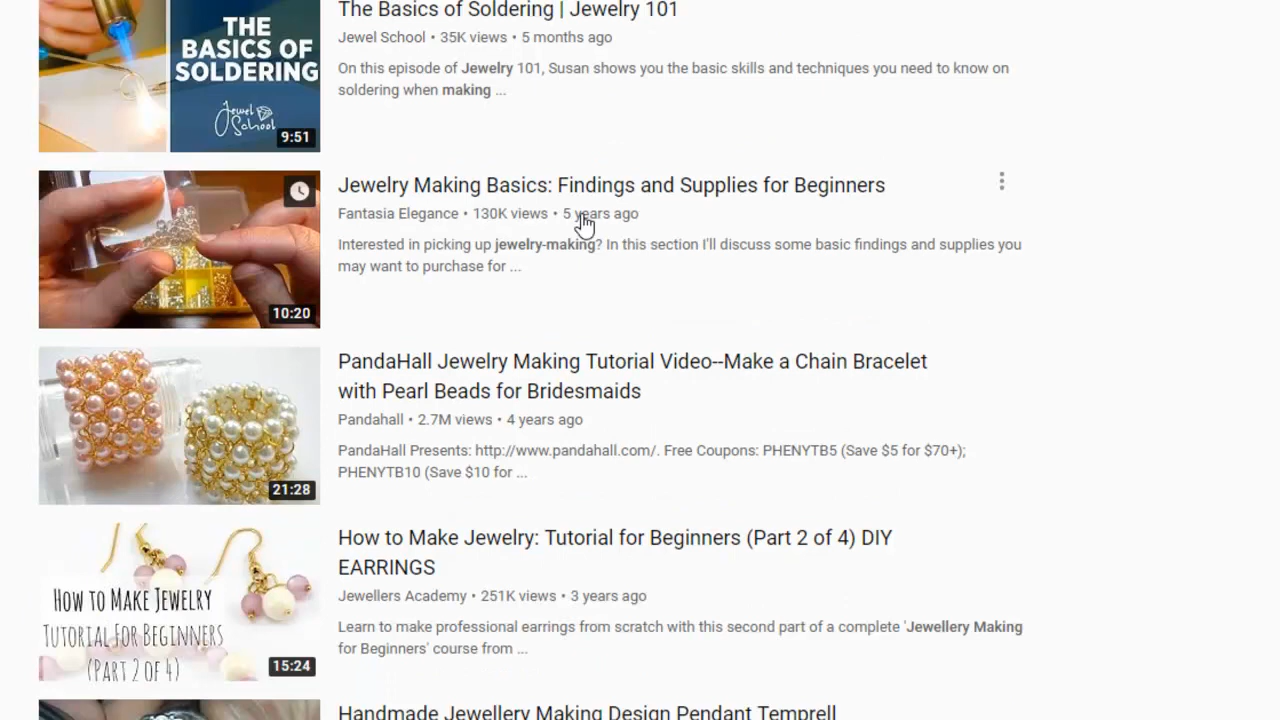 The Basics of Soldering | Jewelry 101
Jewel School • 35K views • 5 months ago
On this episode of Jewelry 101, Susan shows you the basic skills and techniques you need to know on
soldering when making ...
THE
BASICS OF
SOLDERING
Jewel
School
9:51
Jewelry Making Basics: Findings and Supplies for Beginners
Fantasia Elegance • 130K views • 5 years ago
Interested in picking up jewelry-making? In this section I'll discuss some basic findings and supplies you
may want to purchase for ...
10:20
PandaHall Jewelry Making Tutorial Video--Make a Chain Bracelet
with Pearl Beads for Bridesmaids
Pandahall • 2.7M views • 4 years ago
PandaHall Presents: http://www.pandahall.com/. Free Coupons: PHENYTB5 (Save $5 for $70+);
PHENYTB10 (Save $10 for ...
21:28
How to Make Jewelry: Tutorial for Beginners (Part 2 of 4) DIY
EARRINGS
Jewellers Academy • 251K views • 3 years ago
Learn to make professional earrings from scratch with this second part of a complete 'Jewellery Making
for Beginners' course from ...
HOW TO MAKE JEWELRY
TUTORIAL FOR BEGINNERS
(PART 2 OF 4)
15:24
Handmade Jewellery Making Design Pendant Temprell